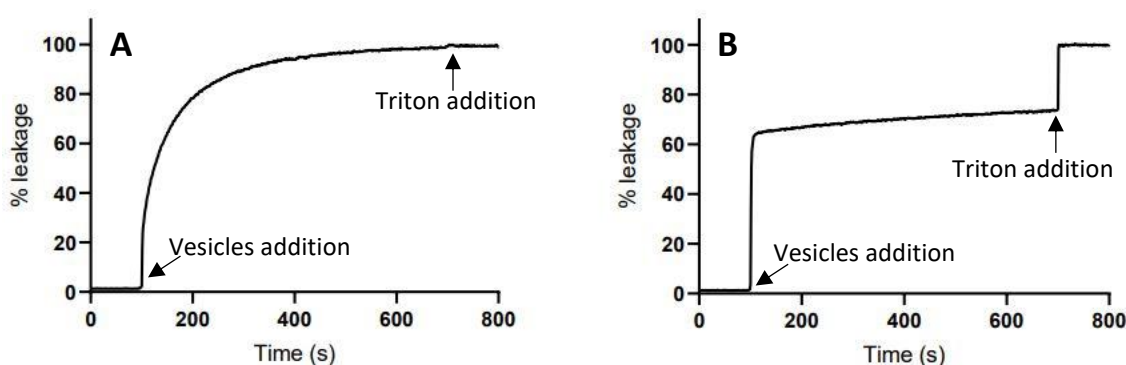 A
% leakage
100
80
60
40
20
0
Triton addition
Vesicles addition
0 200 400 600 800
Time (s)
B
% leakage
100
80
60
40
20
0
Triton addition
Vesicles addition
0 200 400 600 800
Time (s)